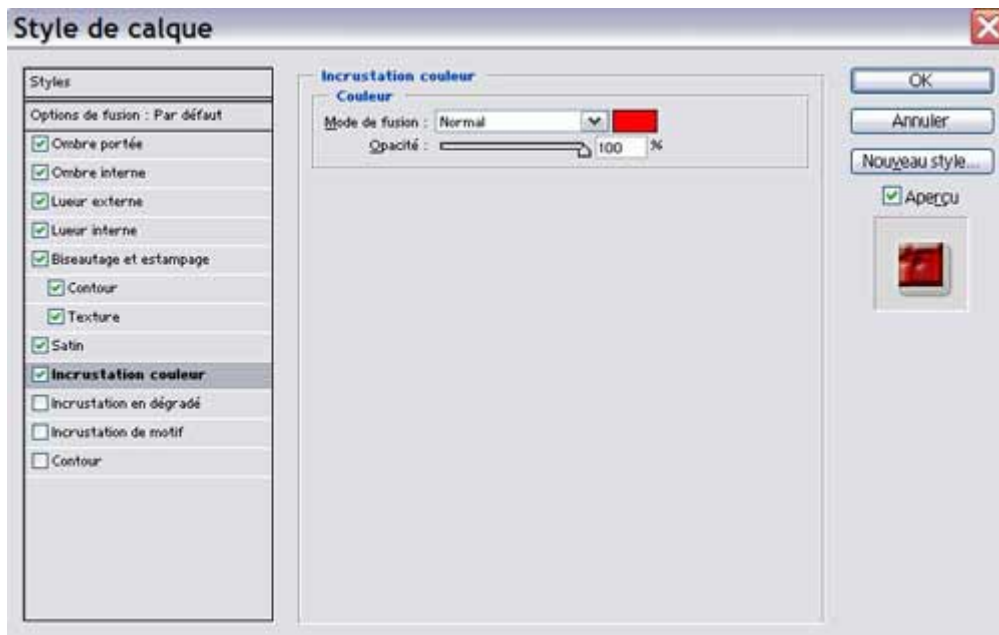 Style de calque
Styles
Options de fusion : Par défaut
Ombre portée
Ombre interne
Lueur externe
Lueur interne
Biseautage et estampage
Contour
Texture
Satin
Incrustation couleur
Incrustation en dégradé
Incrustation de motif
Contour
Incrustation couleur
Couleur
Mode de fusion : Normal
Opacité : 100 %
OK
Annuler
Nouveau style...
Aperçu